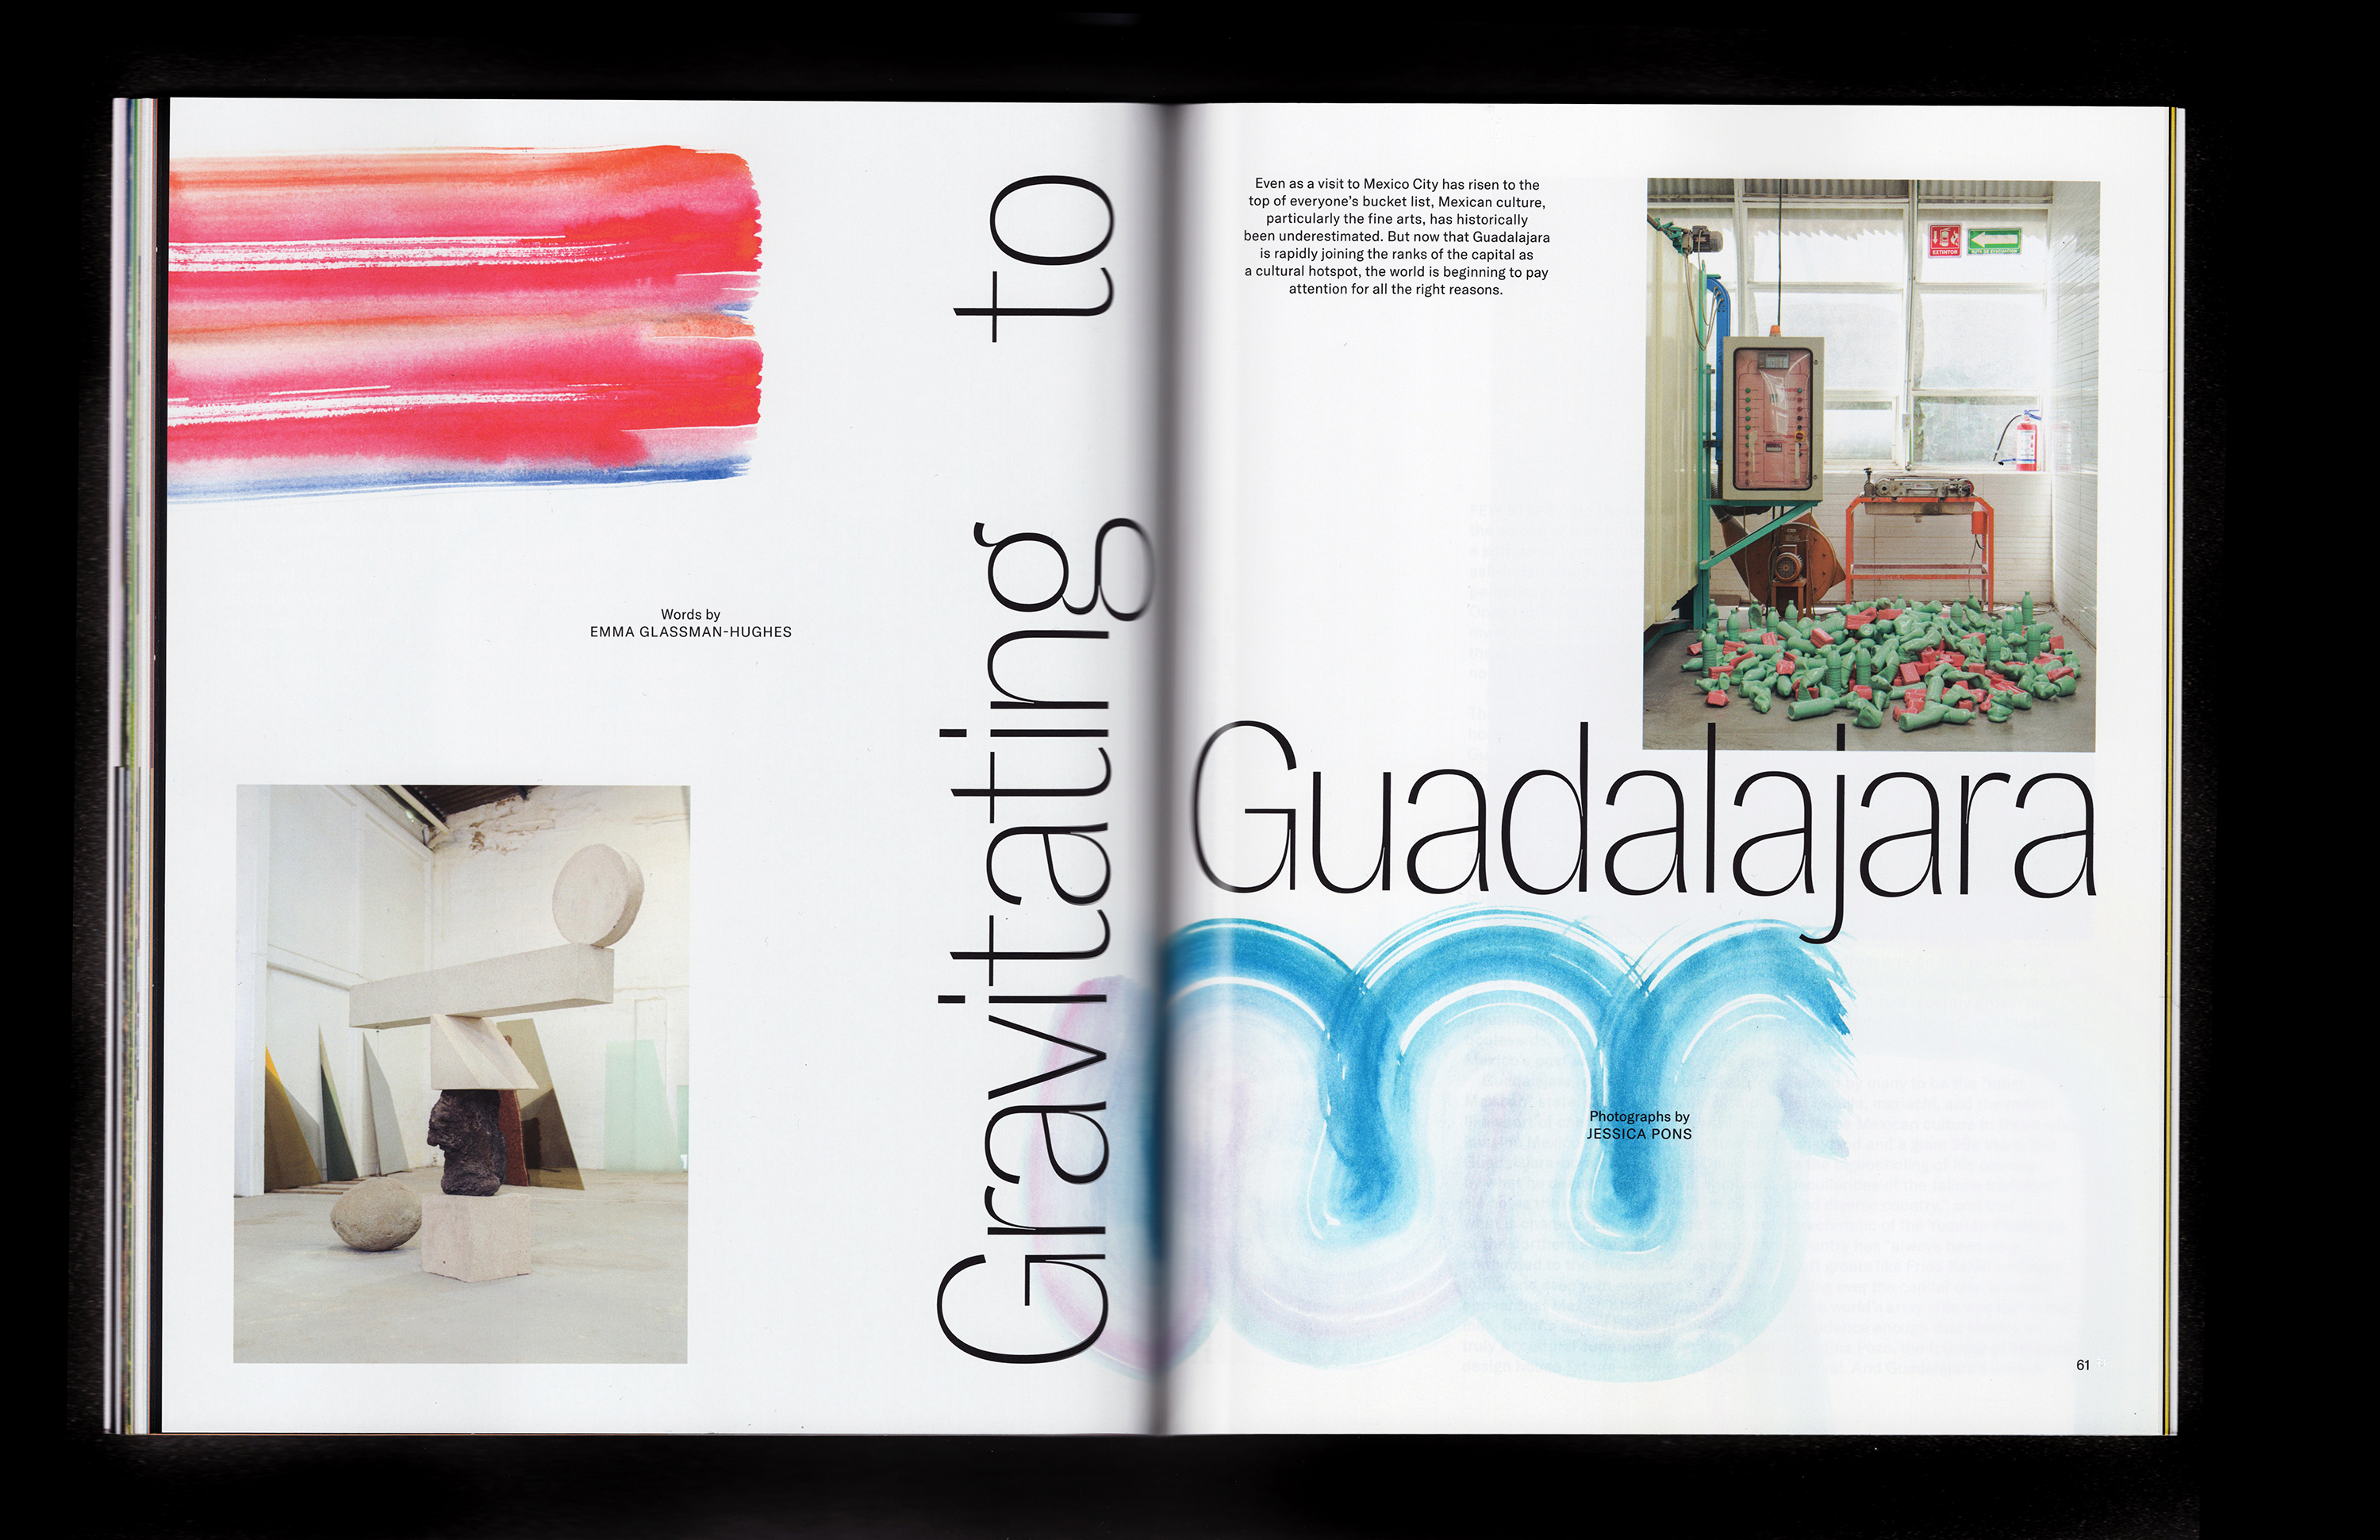 Gravitating to
Guadalajara
Words by
EMMA GLASSMAN-HUGHES
Even as a visit to Mexico City has risen to the
top of everyone's bucket list, Mexican culture,
particularly the fine arts, has historically
been underestimated. But now that Guadalajara
is rapidly joining the ranks of the capital as
a cultural hotspot, the world is beginning to pay
attention for all the right reasons.
EXTINTOR
Photographs by
JESSICA PONS
61